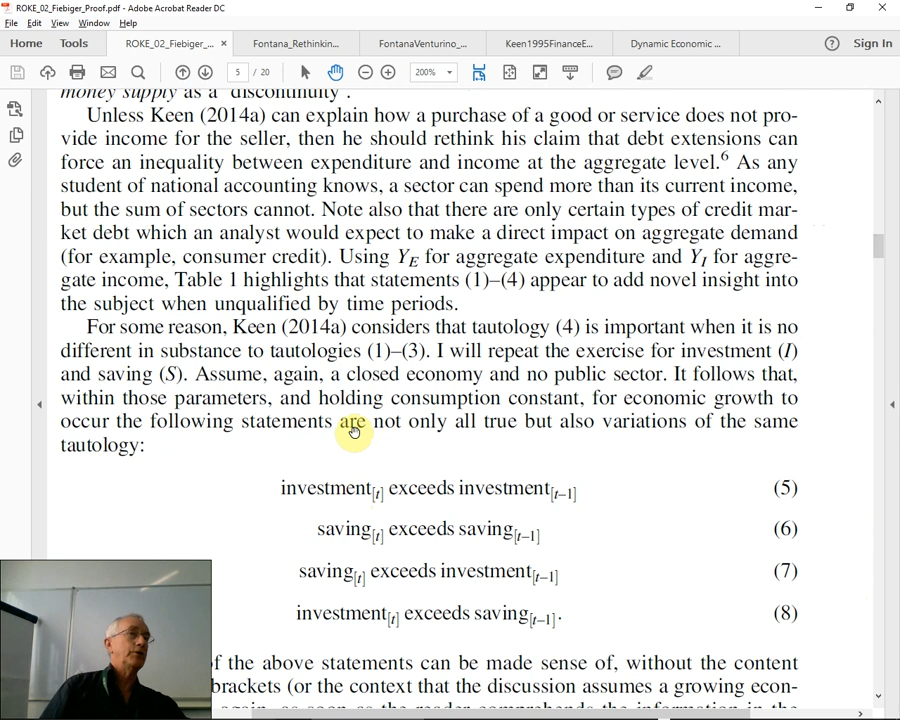 ROKE_02_Fiebiger_Proof.pdf - Adobe Acrobat Reader DC
File Edit View Window Help
Home Tools ROKE_02_Fiebiger_... × Fontana_Rethinkin... FontanaVenturino_... Keen1995FinanceE... Dynamic Economic ... ? Sign In
5 / 20 200%
money supply as a "discontinuity".
Unless Keen (2014a) can explain how a purchase of a good or service does not pro-
vide income for the seller, then he should rethink his claim that debt extensions can
force an inequality between expenditure and income at the aggregate level.6 As any
student of national accounting knows, a sector can spend more than its current income,
but the sum of sectors cannot. Note also that there are only certain types of credit mar-
ket debt which an analyst would expect to make a direct impact on aggregate demand
(for example, consumer credit). Using YE for aggregate expenditure and YI for aggre-
gate income, Table 1 highlights that statements (1)–(4) appear to add novel insight into
the subject when unqualified by time periods.
For some reason, Keen (2014a) considers that tautology (4) is important when it is no
different in substance to tautologies (1)–(3). I will repeat the exercise for investment (I)
and saving (S). Assume, again, a closed economy and no public sector. It follows that,
within those parameters, and holding consumption constant, for economic growth to
occur the following statements are not only all true but also variations of the same
tautology:
investment[t] exceeds investment[t−1] (5)
saving[t] exceeds saving[t−1] (6)
saving[t] exceeds investment[t−1] (7)
investment[t] exceeds saving[t−1]. (8)
of the above statements can be made sense of, without the content
brackets (or the context that the discussion assumes a growing econ-
again, as soon as the reader comprehends the information in the